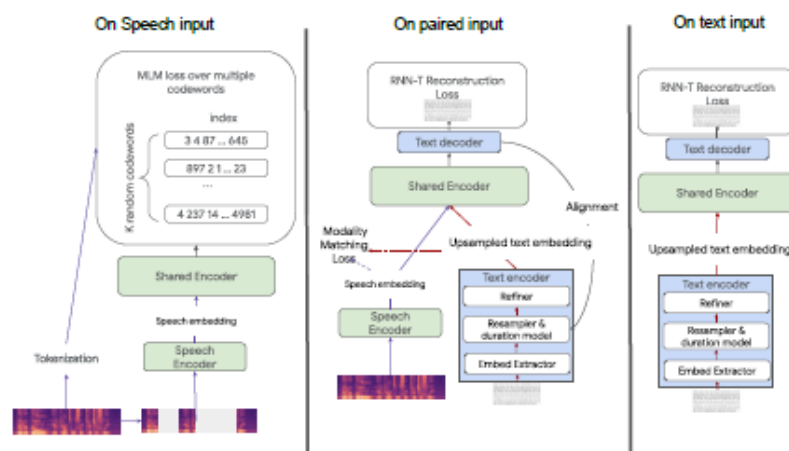 On Speech input
MLM loss over multiple
codewords
index
K random codewords
3 4 87 ... 645
897 2 1 ... 23
...
4 237 14 ... 4981
Shared Encoder
Speech embedding
Speech
Encoder
Tokenization
On paired input
RNN-T Reconstruction
Loss
Text decoder
Shared Encoder
Alignment
Modality
Matching
Loss
Upsampled text embedding
Speech embedding
Speech
Encoder
Text encoder
Refiner
Resampler &
duration model
Embed Extractor
On text input
RNN-T Reconstruction
Loss
Text decoder
Shared Encoder
Upsampled text embedding
Text encoder
Refiner
Resampler &
duration model
Embed Extractor